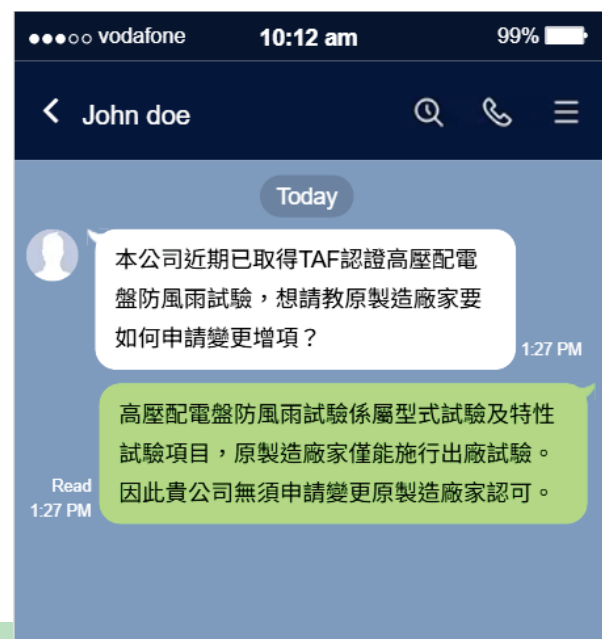 vodafone 10:12 am 99%
John doe
Today
本公司近期已取得TAF認證高壓配電
盤防風雨試驗，想請教原製造廠家要
如何申請變更增項？
1:27 PM
高壓配電盤防風雨試驗係屬型式試驗及特性
試驗項目，原製造廠家僅能施行出廠試驗。
因此貴公司無須申請變更原製造廠家認可。
Read
1:27 PM